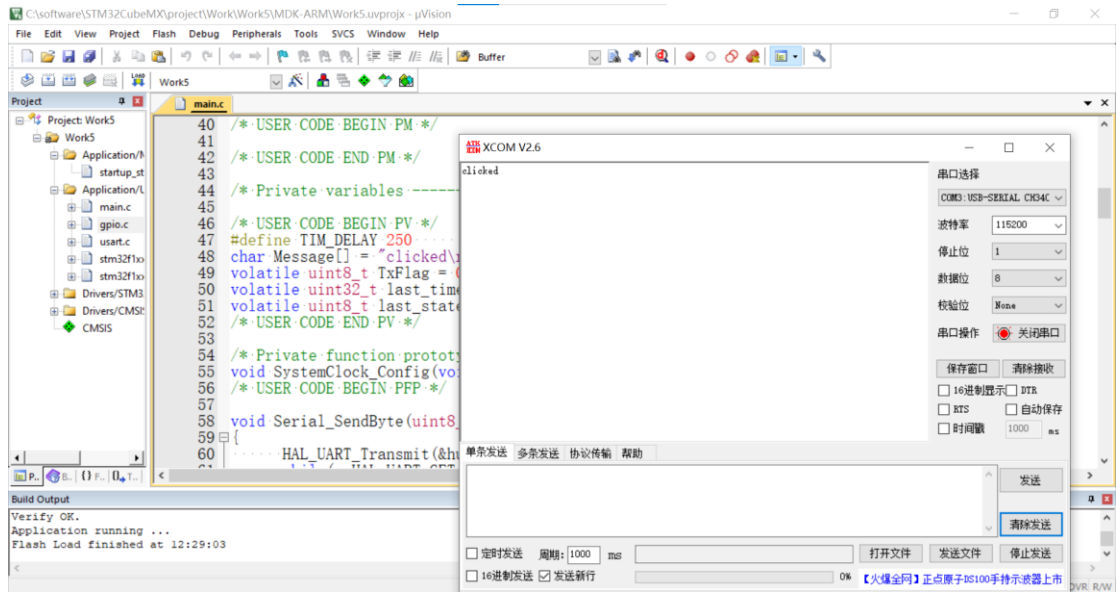 C:\software\STM32CubeMX\project\Work\Work5\MDK-ARM\Work5.uvprojx - µVision
File Edit View Project Flash Debug Peripherals Tools SVCS Window Help
Buffer
LOAD Work5
Project
Project: Work5
Work5
Application/
startup_st
Application/
main.c
gpio.c
usart.c
stm32f1x
stm32f1x
Drivers/STM3
Drivers/CMSI
CMSIS
P... B... {} F... 0 T...
main.c
40 /* USER CODE BEGIN PM */
41
42 /* USER CODE END PM */
43
44 /* Private variables -----
45
46 /* USER CODE BEGIN PV */
47 #define TIM_DELAY 250
48 char Message[] = "clicked\
49 volatile uint8_t TxFlag =
50 volatile uint32_t last_time
51 volatile uint8_t last_state
52 /* USER CODE END PV */
53
54 /* Private function prototy
55 void SystemClock_Config(vo
56 /* USER CODE BEGIN PFP */
57
58 void Serial_SendByte(uint8_
59 {
60 HAL_UART_Transmit(&h
XCOM V2.6
clicked
串口选择
COM3:USB-SERIAL CH34
波特率 115200
停止位 1
数据位 8
校验位 None
串口操作 关闭串口
保存窗口 清除接收
16进制显示 DTR
RTS 自动保存
时间戳 1000 ms
单条发送 多条发送 协议传输 帮助
发送
清除发送
定时发送 周期: 1000 ms 打开文件 发送文件 停止发送
16进制发送 发送新行 0% 【火爆全网】正点原子DS100手持示波器上市
Build Output
Verify OK.
Application running ...
Flash Load finished at 12:29:03
OVR R/W